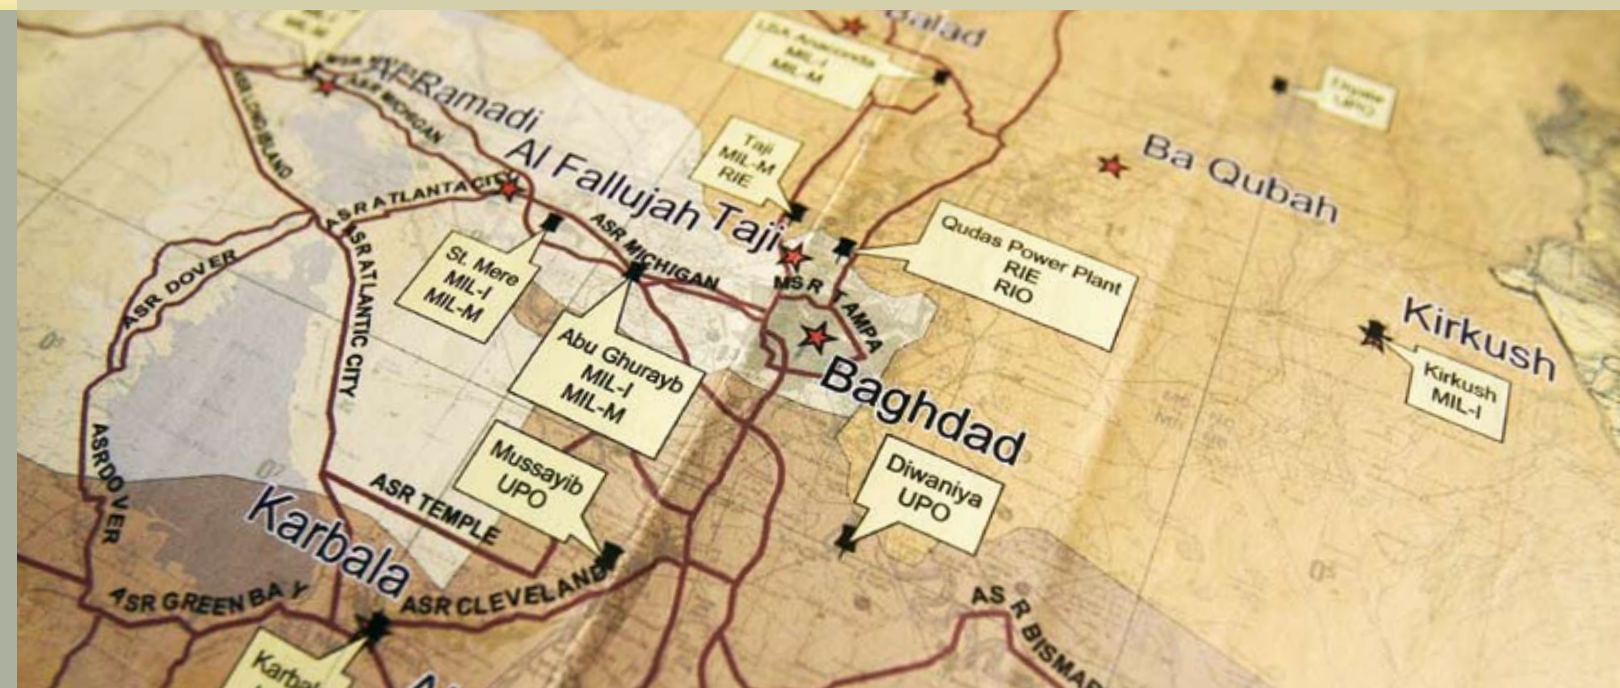 Balad
LSA Anaconda
MIL-I
MIL-M
MIL-M
UPO
Al Ramadi
ASR MICHIGAN
ASR LONG ISLAND
Al Fallujah
Taji
MIL-M
RIE
Ba Qubah
ASR ATLANTA CITY
Taji
ASR MICHIGAN
Qudas Power Plant
RIE
RIO
St. Mere
MIL-I
MIL-M
MSR TAMPA
ASR DOVER
ASR ATLANTIC CITY
Abu Ghurayb
MIL-I
MIL-M
Kirkush
Kirkush
MIL-I
Baghdad
ASR DOVER
Mussayib
UPO
Diwaniya
UPO
ASR TEMPLE
Karbala
ASR GREEN BAY
ASR CLEVELAND
ASR BISMAR
Karbal